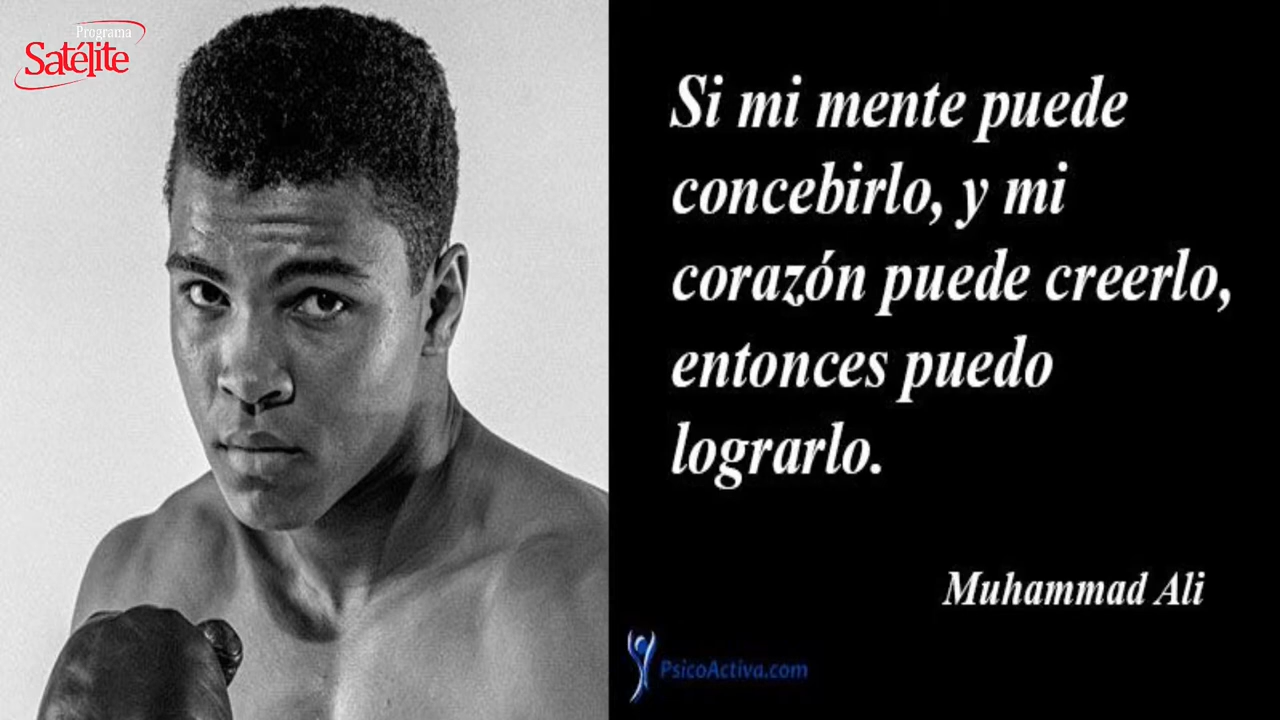 Programa
Satélite
Si mi mente puede
concebirlo, y mi
corazón puede creerlo,
entonces puedo
lograrlo.
Muhammad Ali
PsicoActiva.com